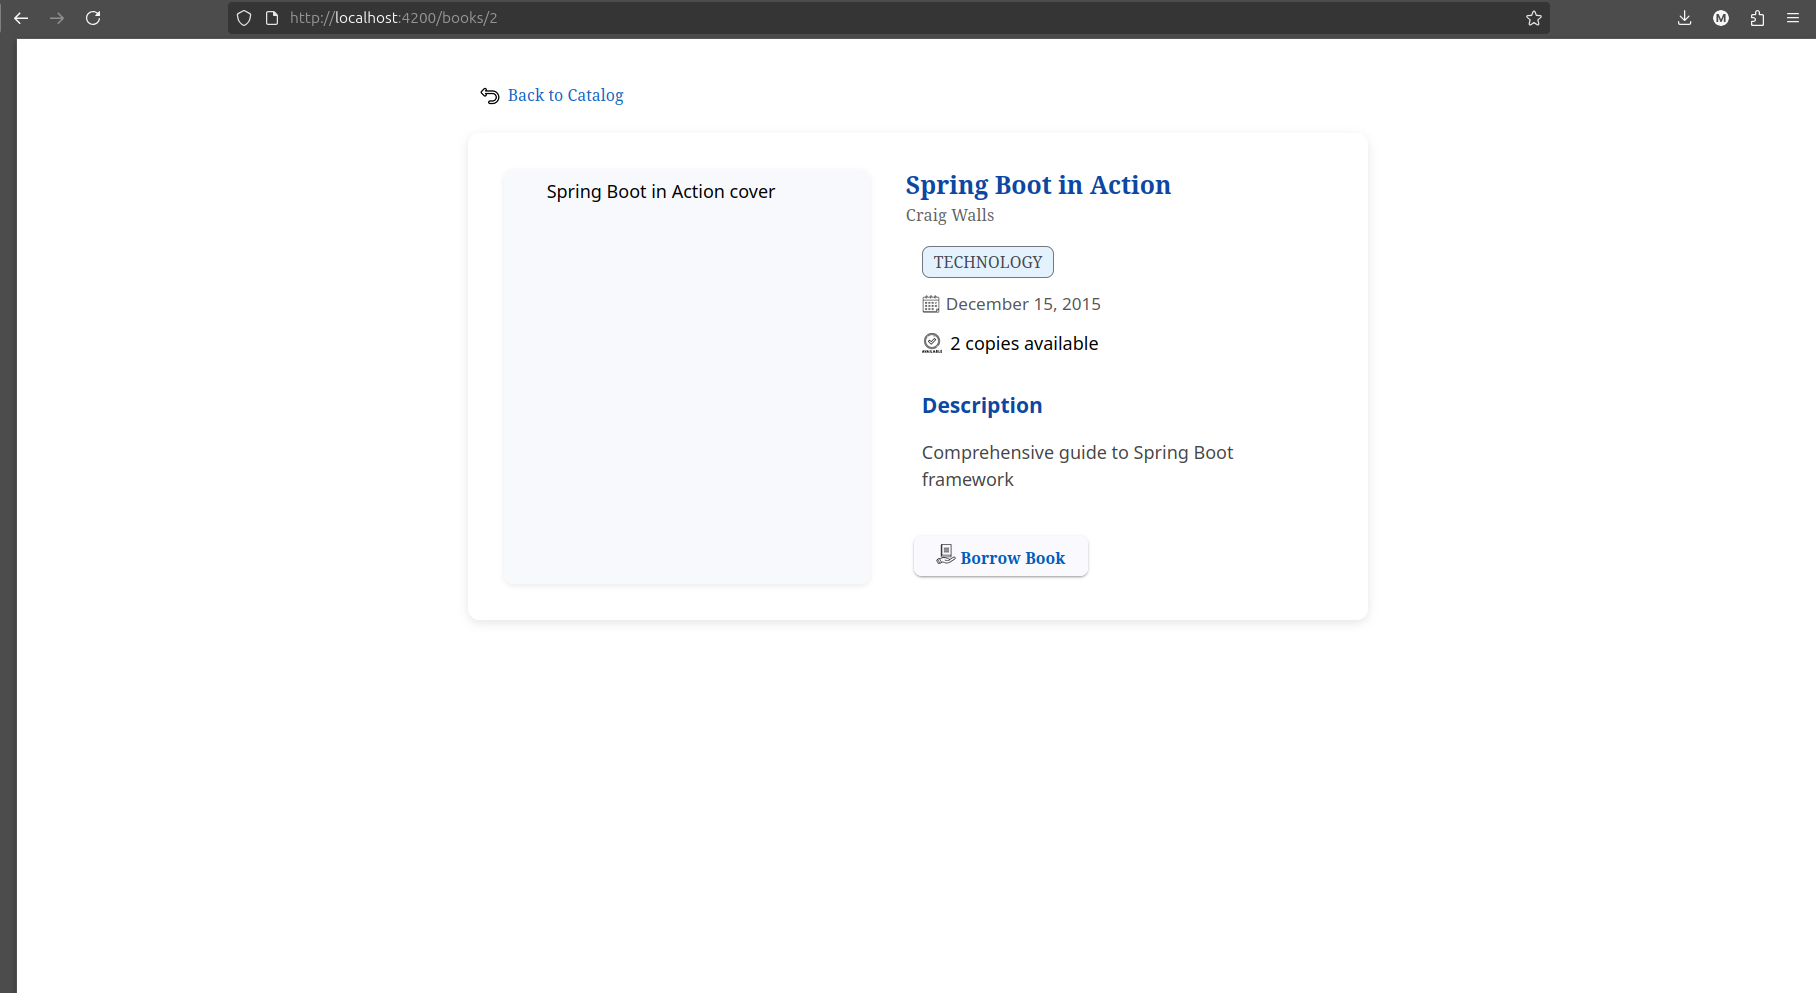 http://localhost:4200/books/2
M
Back to Catalog
Spring Boot in Action cover
Spring Boot in Action
Craig Walls
TECHNOLOGY
December 15, 2015
AVAILABLE
2 copies available
Description
Comprehensive guide to Spring Boot
framework
Borrow Book